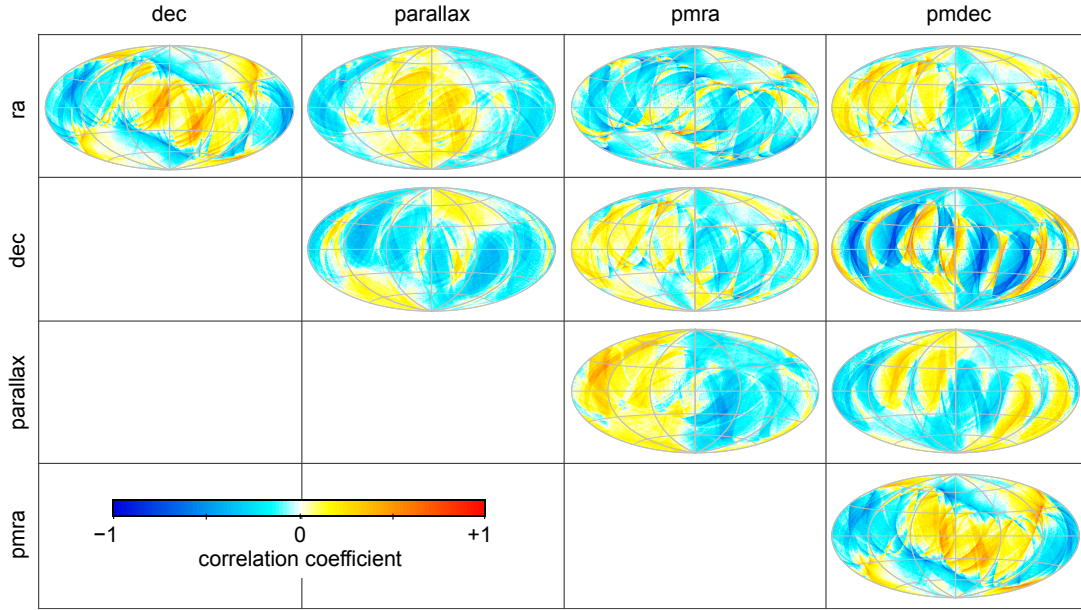 dec parallax pmra pmdec
ra
dec
parallax
pmra
−1 0 +1
correlation coefficient